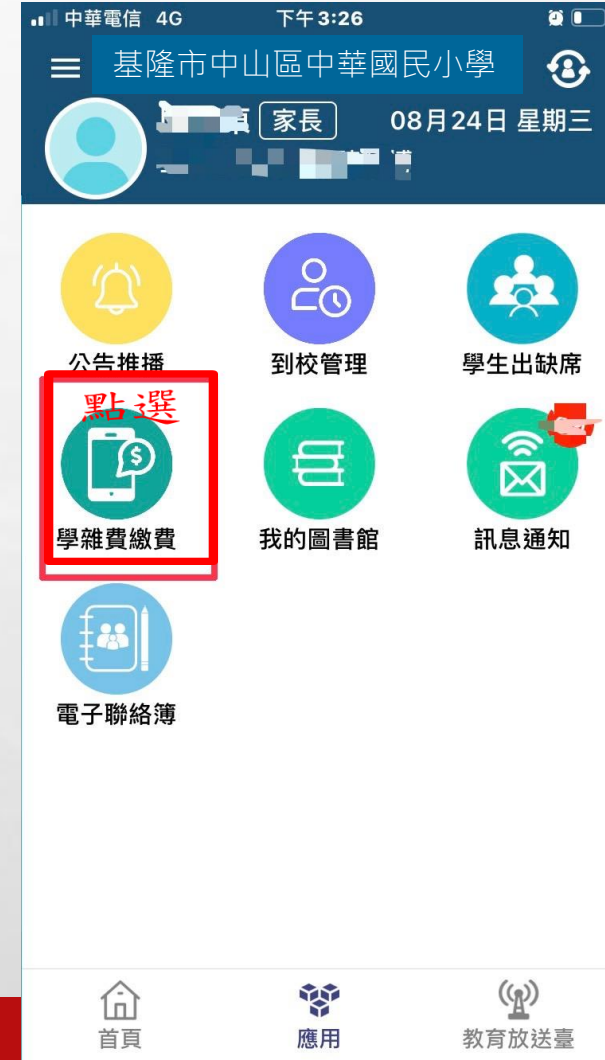 中華電信 4G 下午3:26
基隆市中山區中華國民小學
家長 08月24日 星期三
公告推播 到校管理 學生出缺席
點選
學雜費繳費 我的圖書館 訊息通知
電子聯絡簿
首頁 應用 教育放送臺